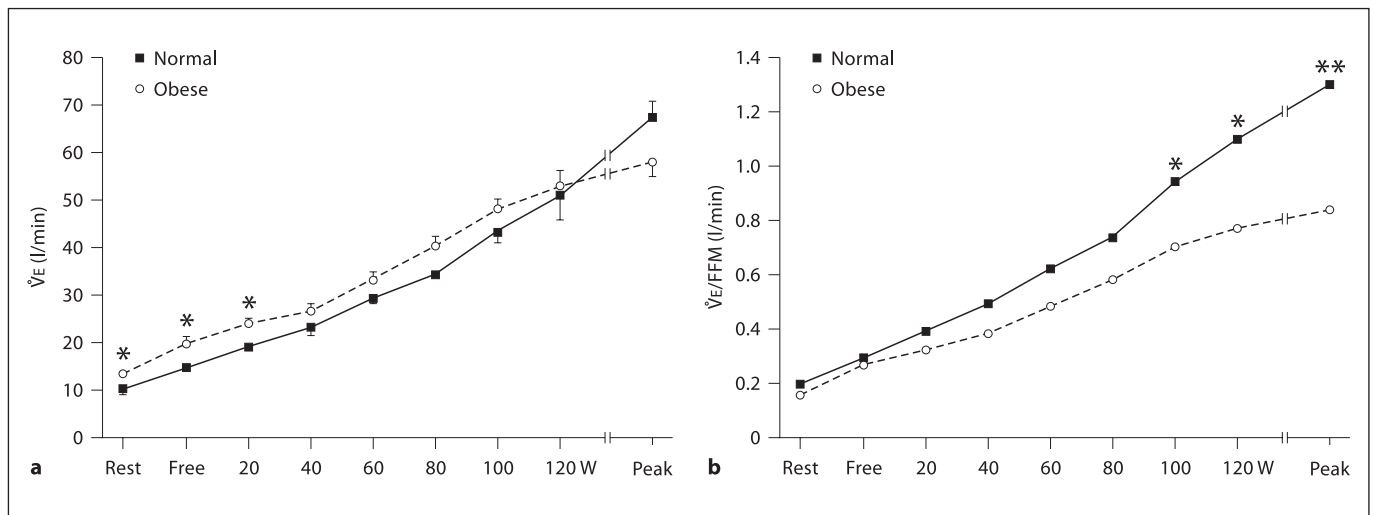 80
70
60
50
40
30
20
10
0
V̊E (l/min)
Normal
Obese
*
*
*
Rest Free 20 40 60 80 100 120 W Peak
a
1.4
1.2
1.0
0.8
0.6
0.4
0.2
0
V̊E/FFM (l/min)
Normal
Obese
*
*
**
Rest Free 20 40 60 80 100 120 W Peak
b